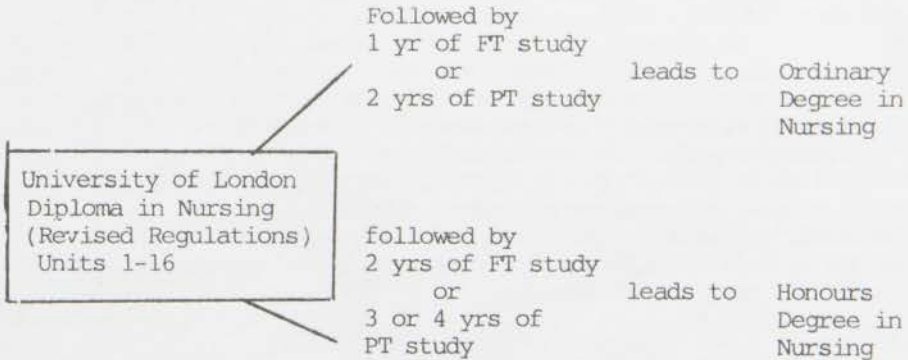 Followed by
1 yr of FT study
or
2 yrs of PT study
leads to
Ordinary
Degree in
Nursing
University of London
Diploma in Nursing
(Revised Regulations)
Units 1-16
followed by
2 yrs of FT study
or
3 or 4 yrs of
PT study
leads to
Honours
Degree in
Nursing